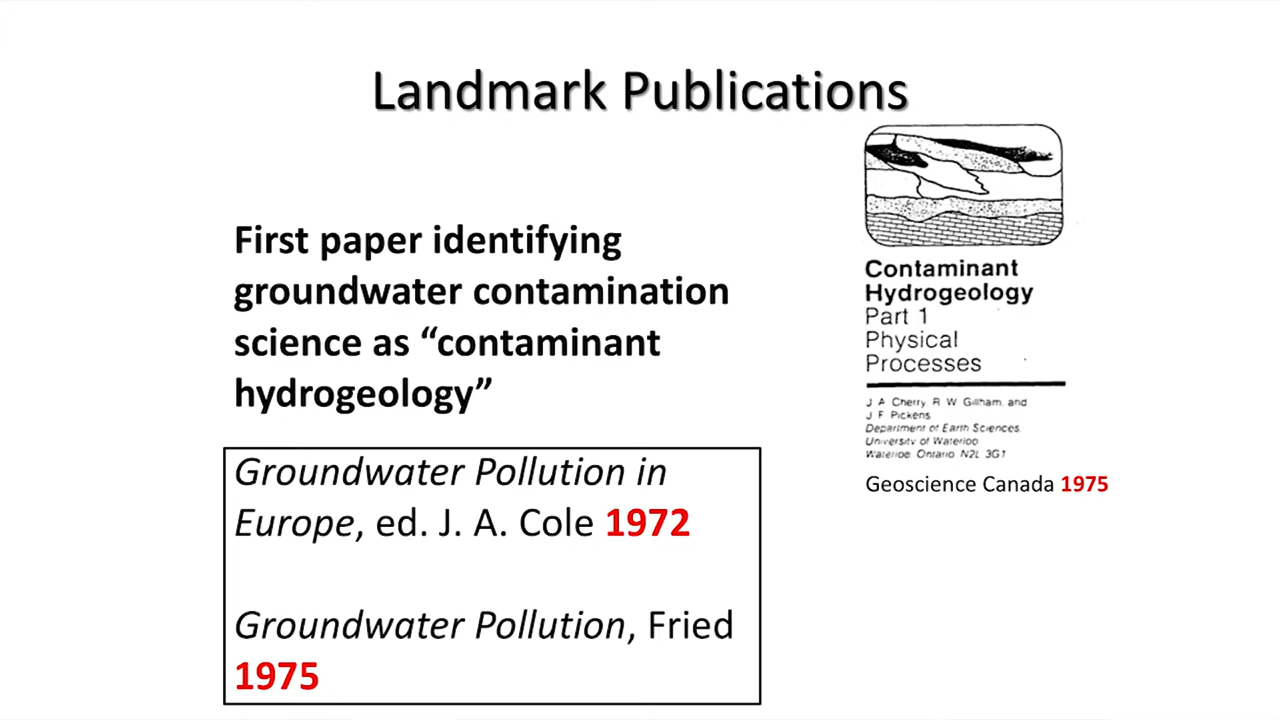 Landmark Publications
First paper identifying
groundwater contamination
science as “contaminant
hydrogeology”
Groundwater Pollution in
Europe, ed. J. A. Cole 1972
Groundwater Pollution, Fried
1975
Contaminant
Hydrogeology
Part 1
Physical
Processes
J A Cherry, R W Gillham, and
J F Pickens
Department of Earth Sciences
University of Waterloo
Waterloo Ontario N2L 3G1
Geoscience Canada 1975